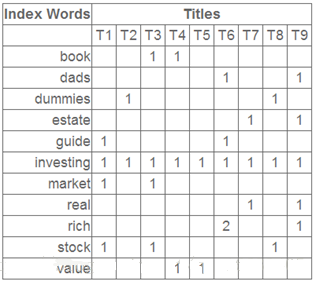 Index Words Titles
T1 T2 T3 T4 T5 T6 T7 T8 T9
book 1 1
dads 1 1
dummies 1 1
estate 1 1
guide 1 1
investing 1 1 1 1 1 1 1 1 1
market 1 1
real 1 1
rich 2 1
stock 1 1 1
value 1 1